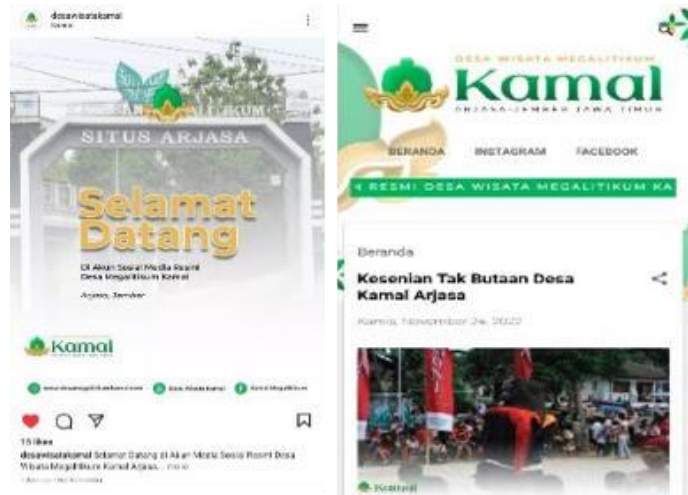 desawisatakamal
Kamal
SITUS ARJASA
Selamat
Datang
Di Akun Sosial Media Resmi
Desa Megalitikum Kamal
Arjasa, Jember
Kamal
15 likes
desawisatakamal Selamat Datang di Akun Media Sosial Resmi Desa
Wisata Megalitikum Kamal Arjasa...
DESA WISATA MEGALITIKUM
Kamal
ARJASA-JEMBER JAWA TIMUR
BERANDA INSTAGRAM FACEBOOK
RESMI DESA WISATA MEGALITIKUM KA
Beranda
Kesenian Tak Butaan Desa
Kamal Arjasa
Kamis, November 24, 2022
Kamal